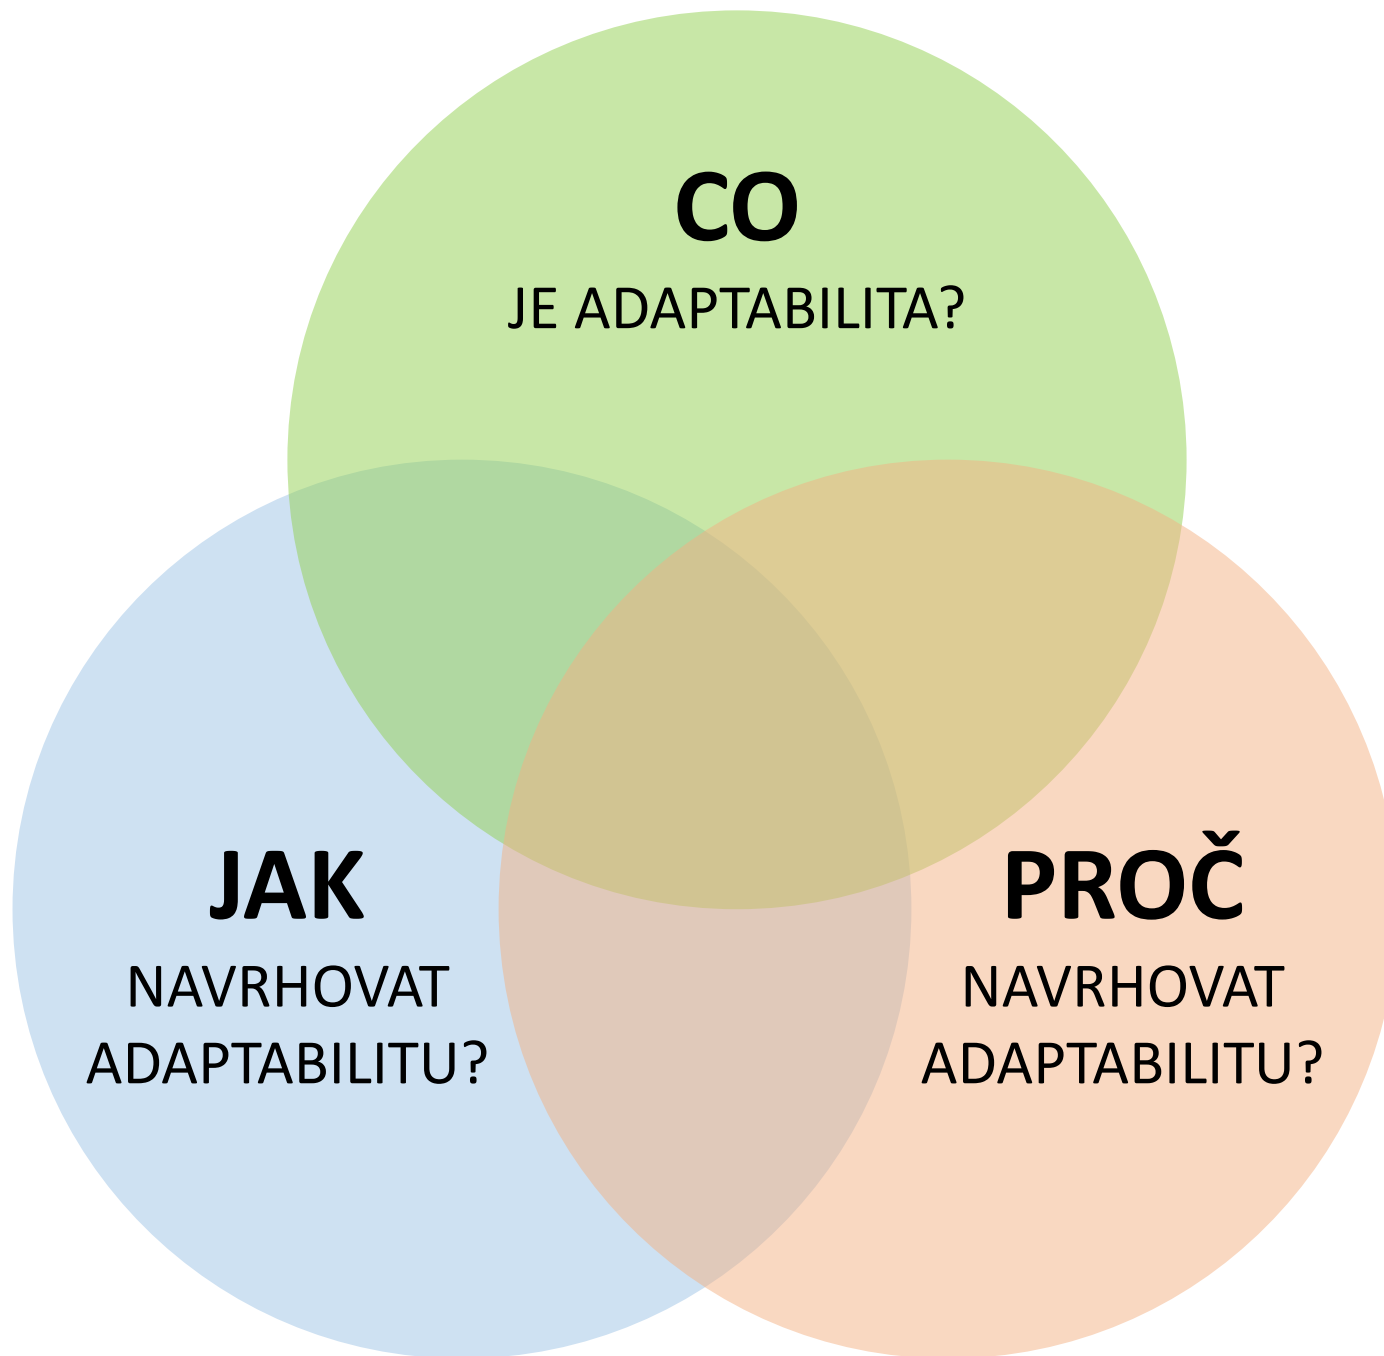 CO
JE ADAPTABILITA?
JAK
NAVRHOVAT
ADAPTABILITU?
PROČ
NAVRHOVAT
ADAPTABILITU?